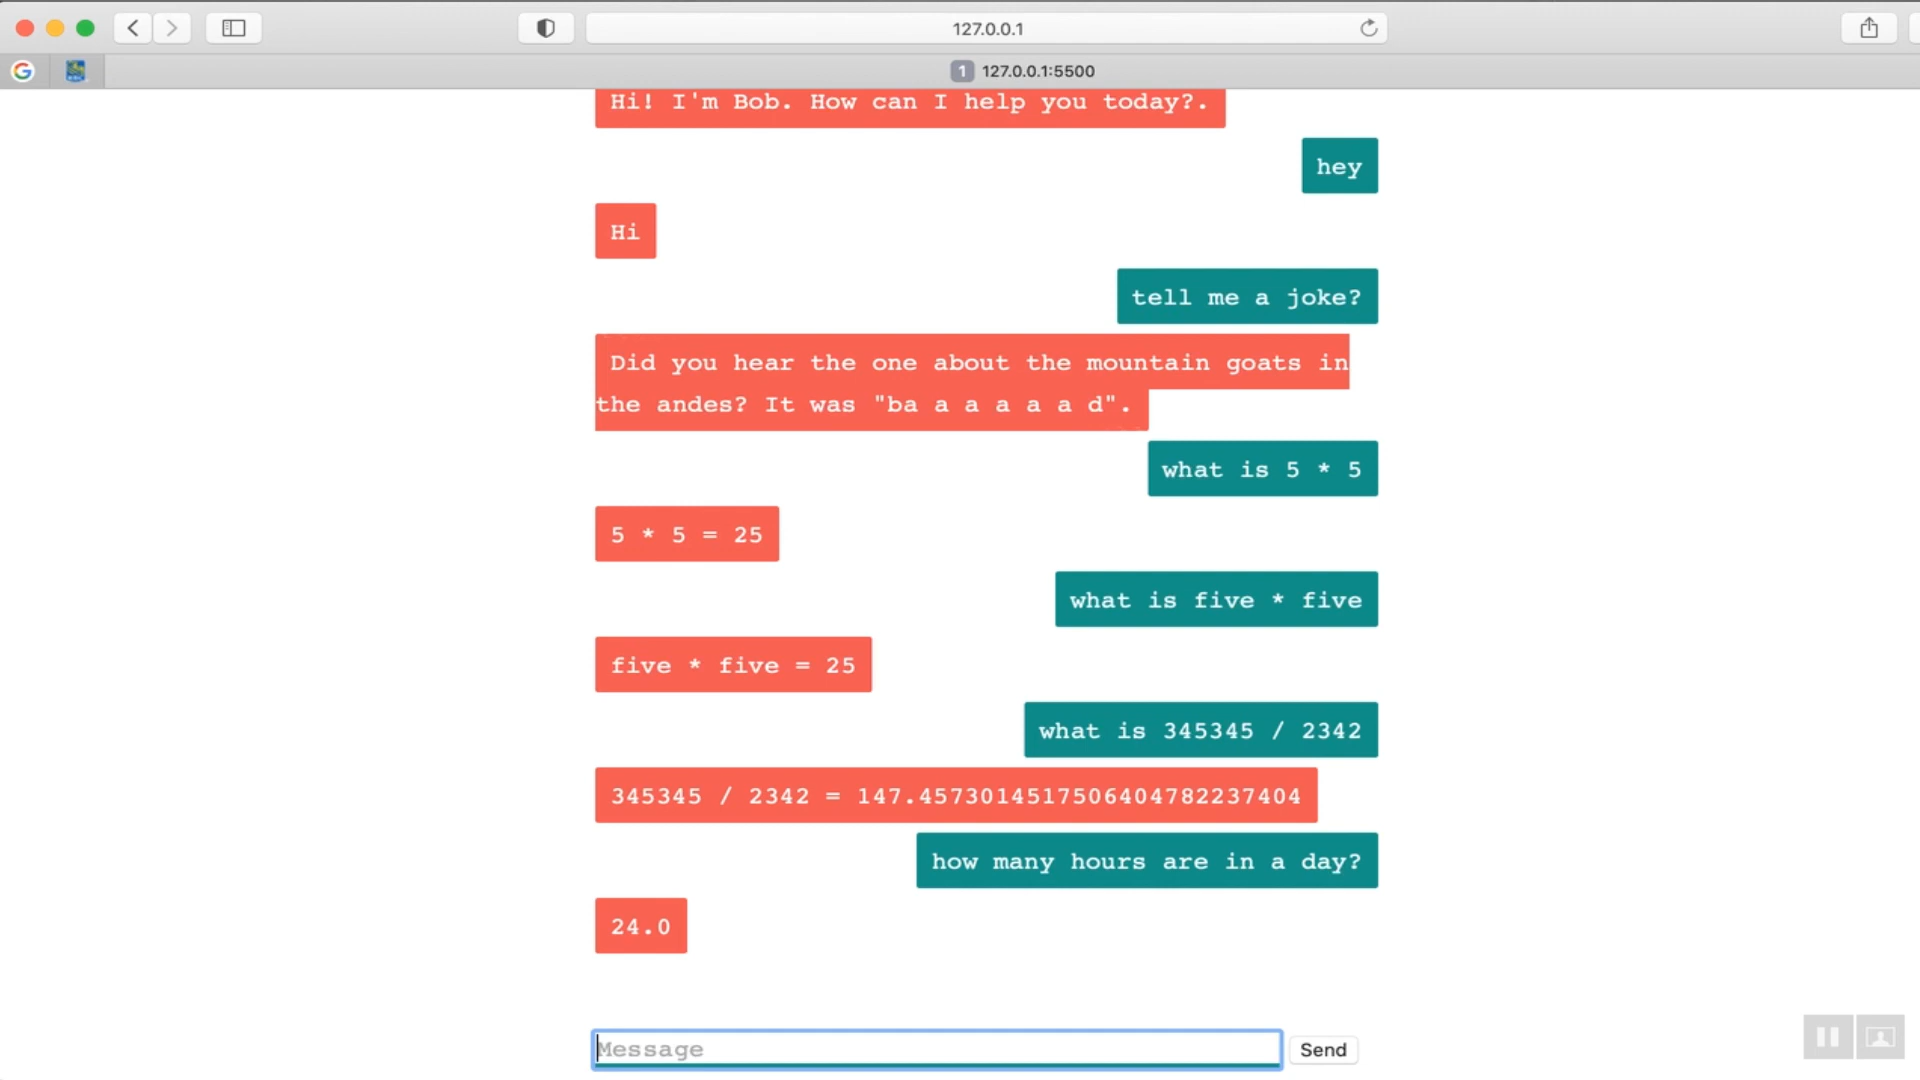 127.0.0.1
1 127.0.0.1:5500
Hi! I'm Bob. How can I help you today?.
hey
Hi
tell me a joke?
Did you hear the one about the mountain goats in
the andes? It was "ba a a a a a d".
what is 5 * 5
5 * 5 = 25
what is five * five
five * five = 25
what is 345345 / 2342
345345 / 2342 = 147.45730145175064047822​37404
how many hours are in a day?
24.0
Message
Send